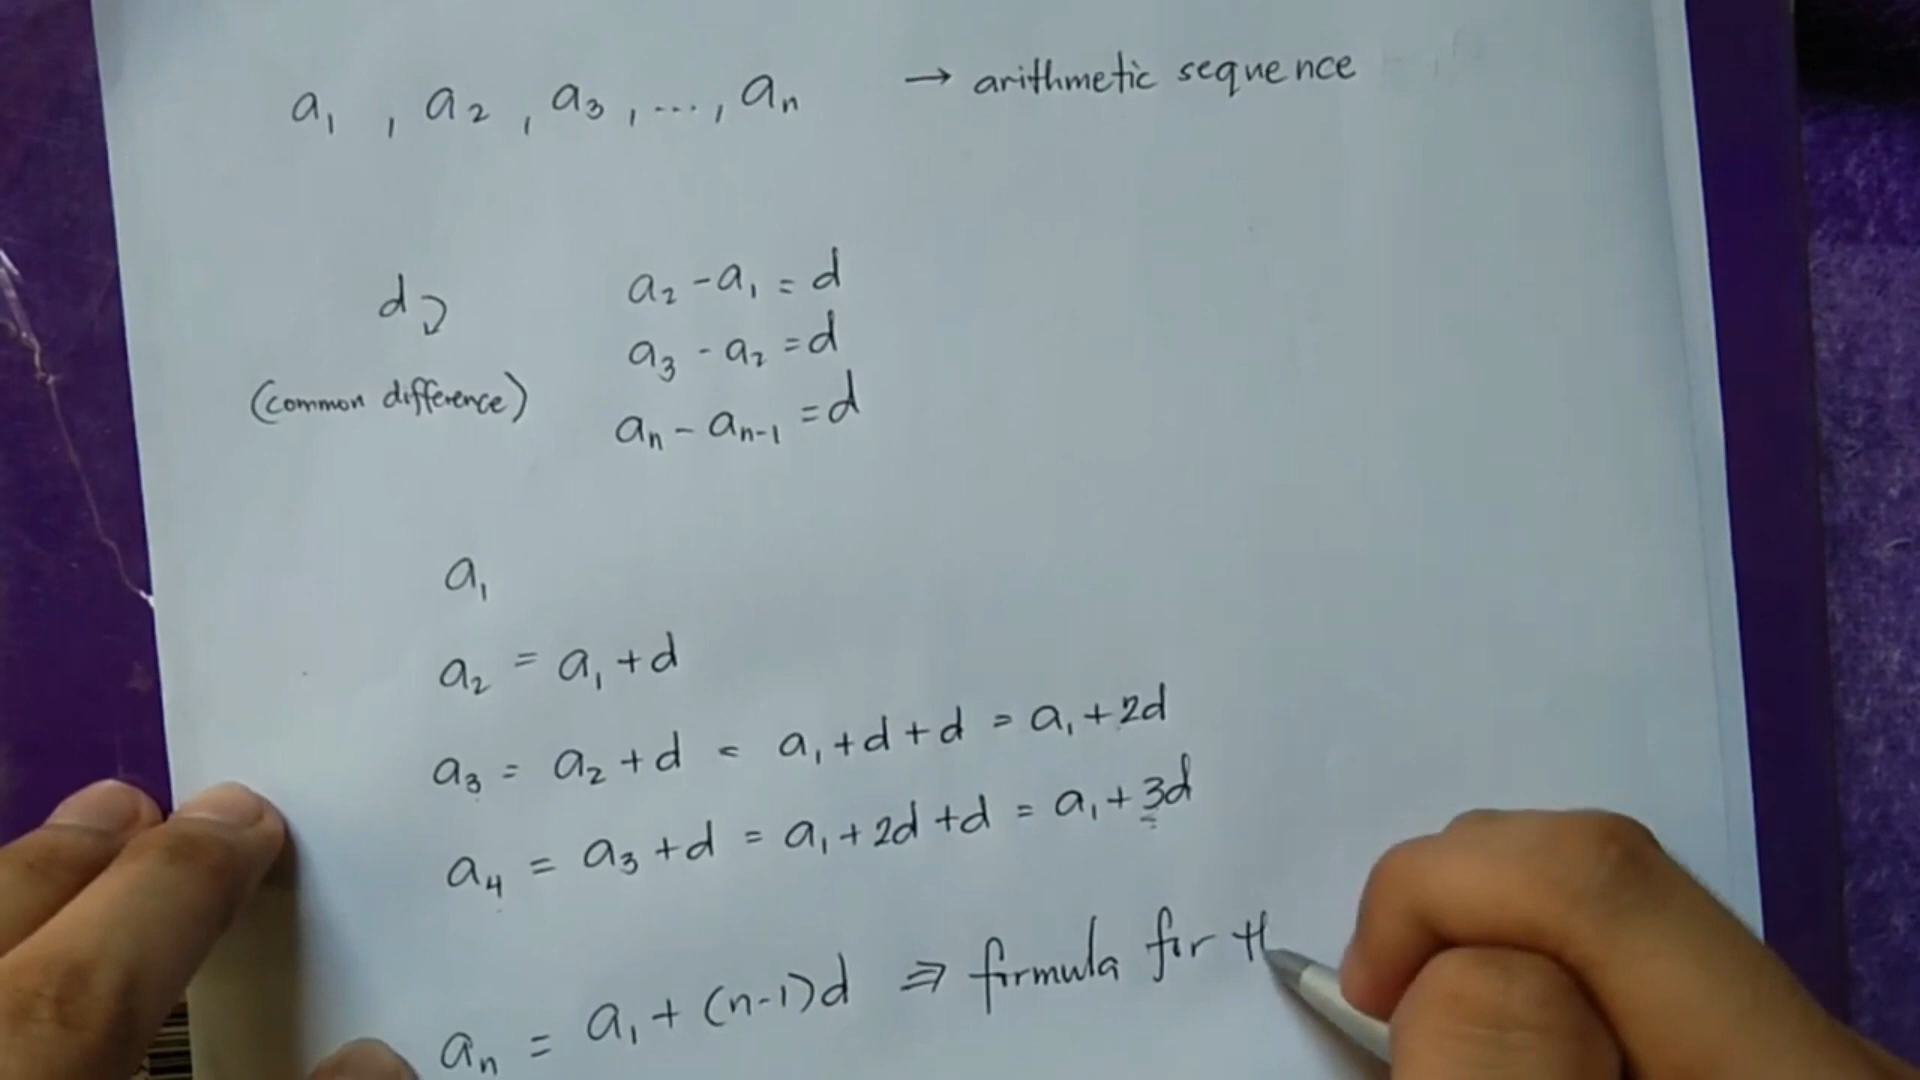 a₁ , a₂ , a₃ , ... , aₙ → arithmetic sequence
d
(common difference)
a₂ - a₁ = d
a₃ - a₂ = d
aₙ - aₙ₋₁ = d
a₁
a₂ = a₁ + d
a₃ = a₂ + d = a₁ + d + d = a₁ + 2d
a₄ = a₃ + d = a₁ + 2d + d = a₁ + 3d
aₙ = a₁ + (n-1)d ⇒ formula for th